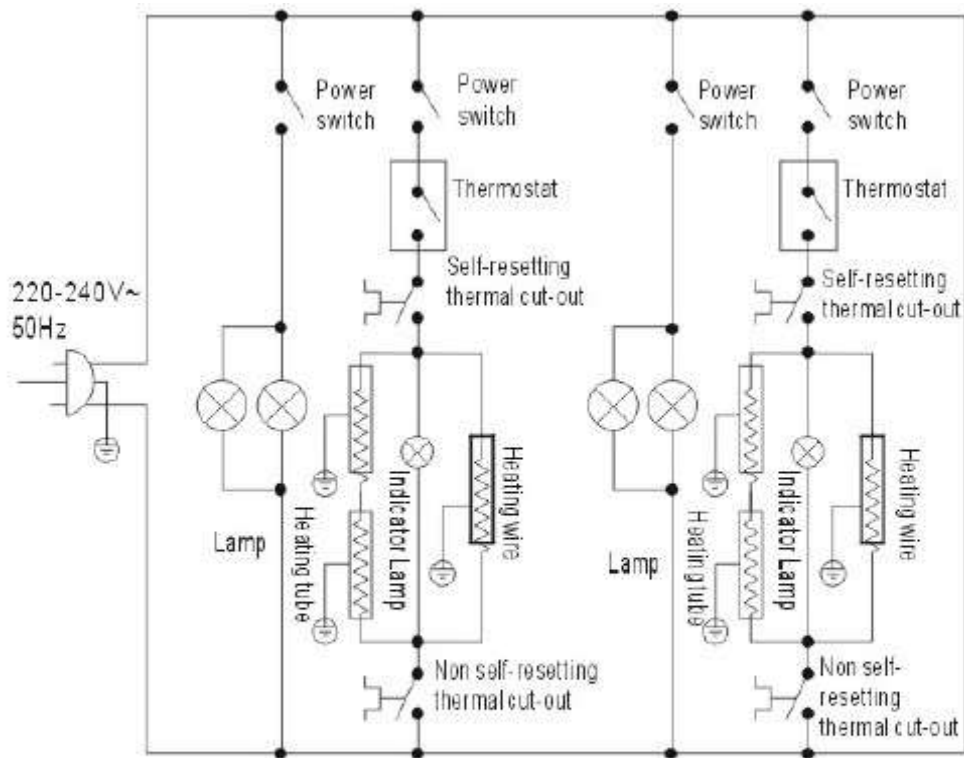 Power
switch
Power
switch
Power
switch
Power
switch
Thermostat
Thermostat
Self-resetting
thermal cut-out
Self-resetting
thermal cut-out
220-240V~
50Hz
Lamp
Heating tube
Indicator Lamp
Heating wire
Lamp
Heating tube
Indicator Lamp
Heating wire
Non self-resetting
thermal cut-out
Non self-
resetting
thermal cut-out